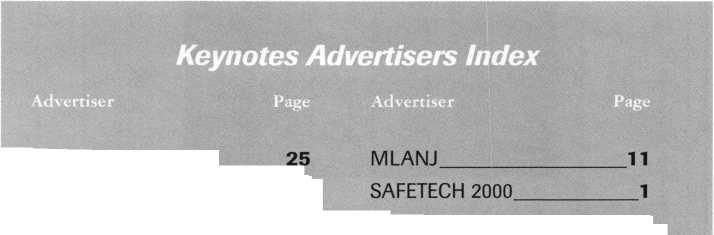 Keynotes Advertisers Index
Advertiser Page Advertiser Page
25 MLANJ 11
SAFETECH 2000 1